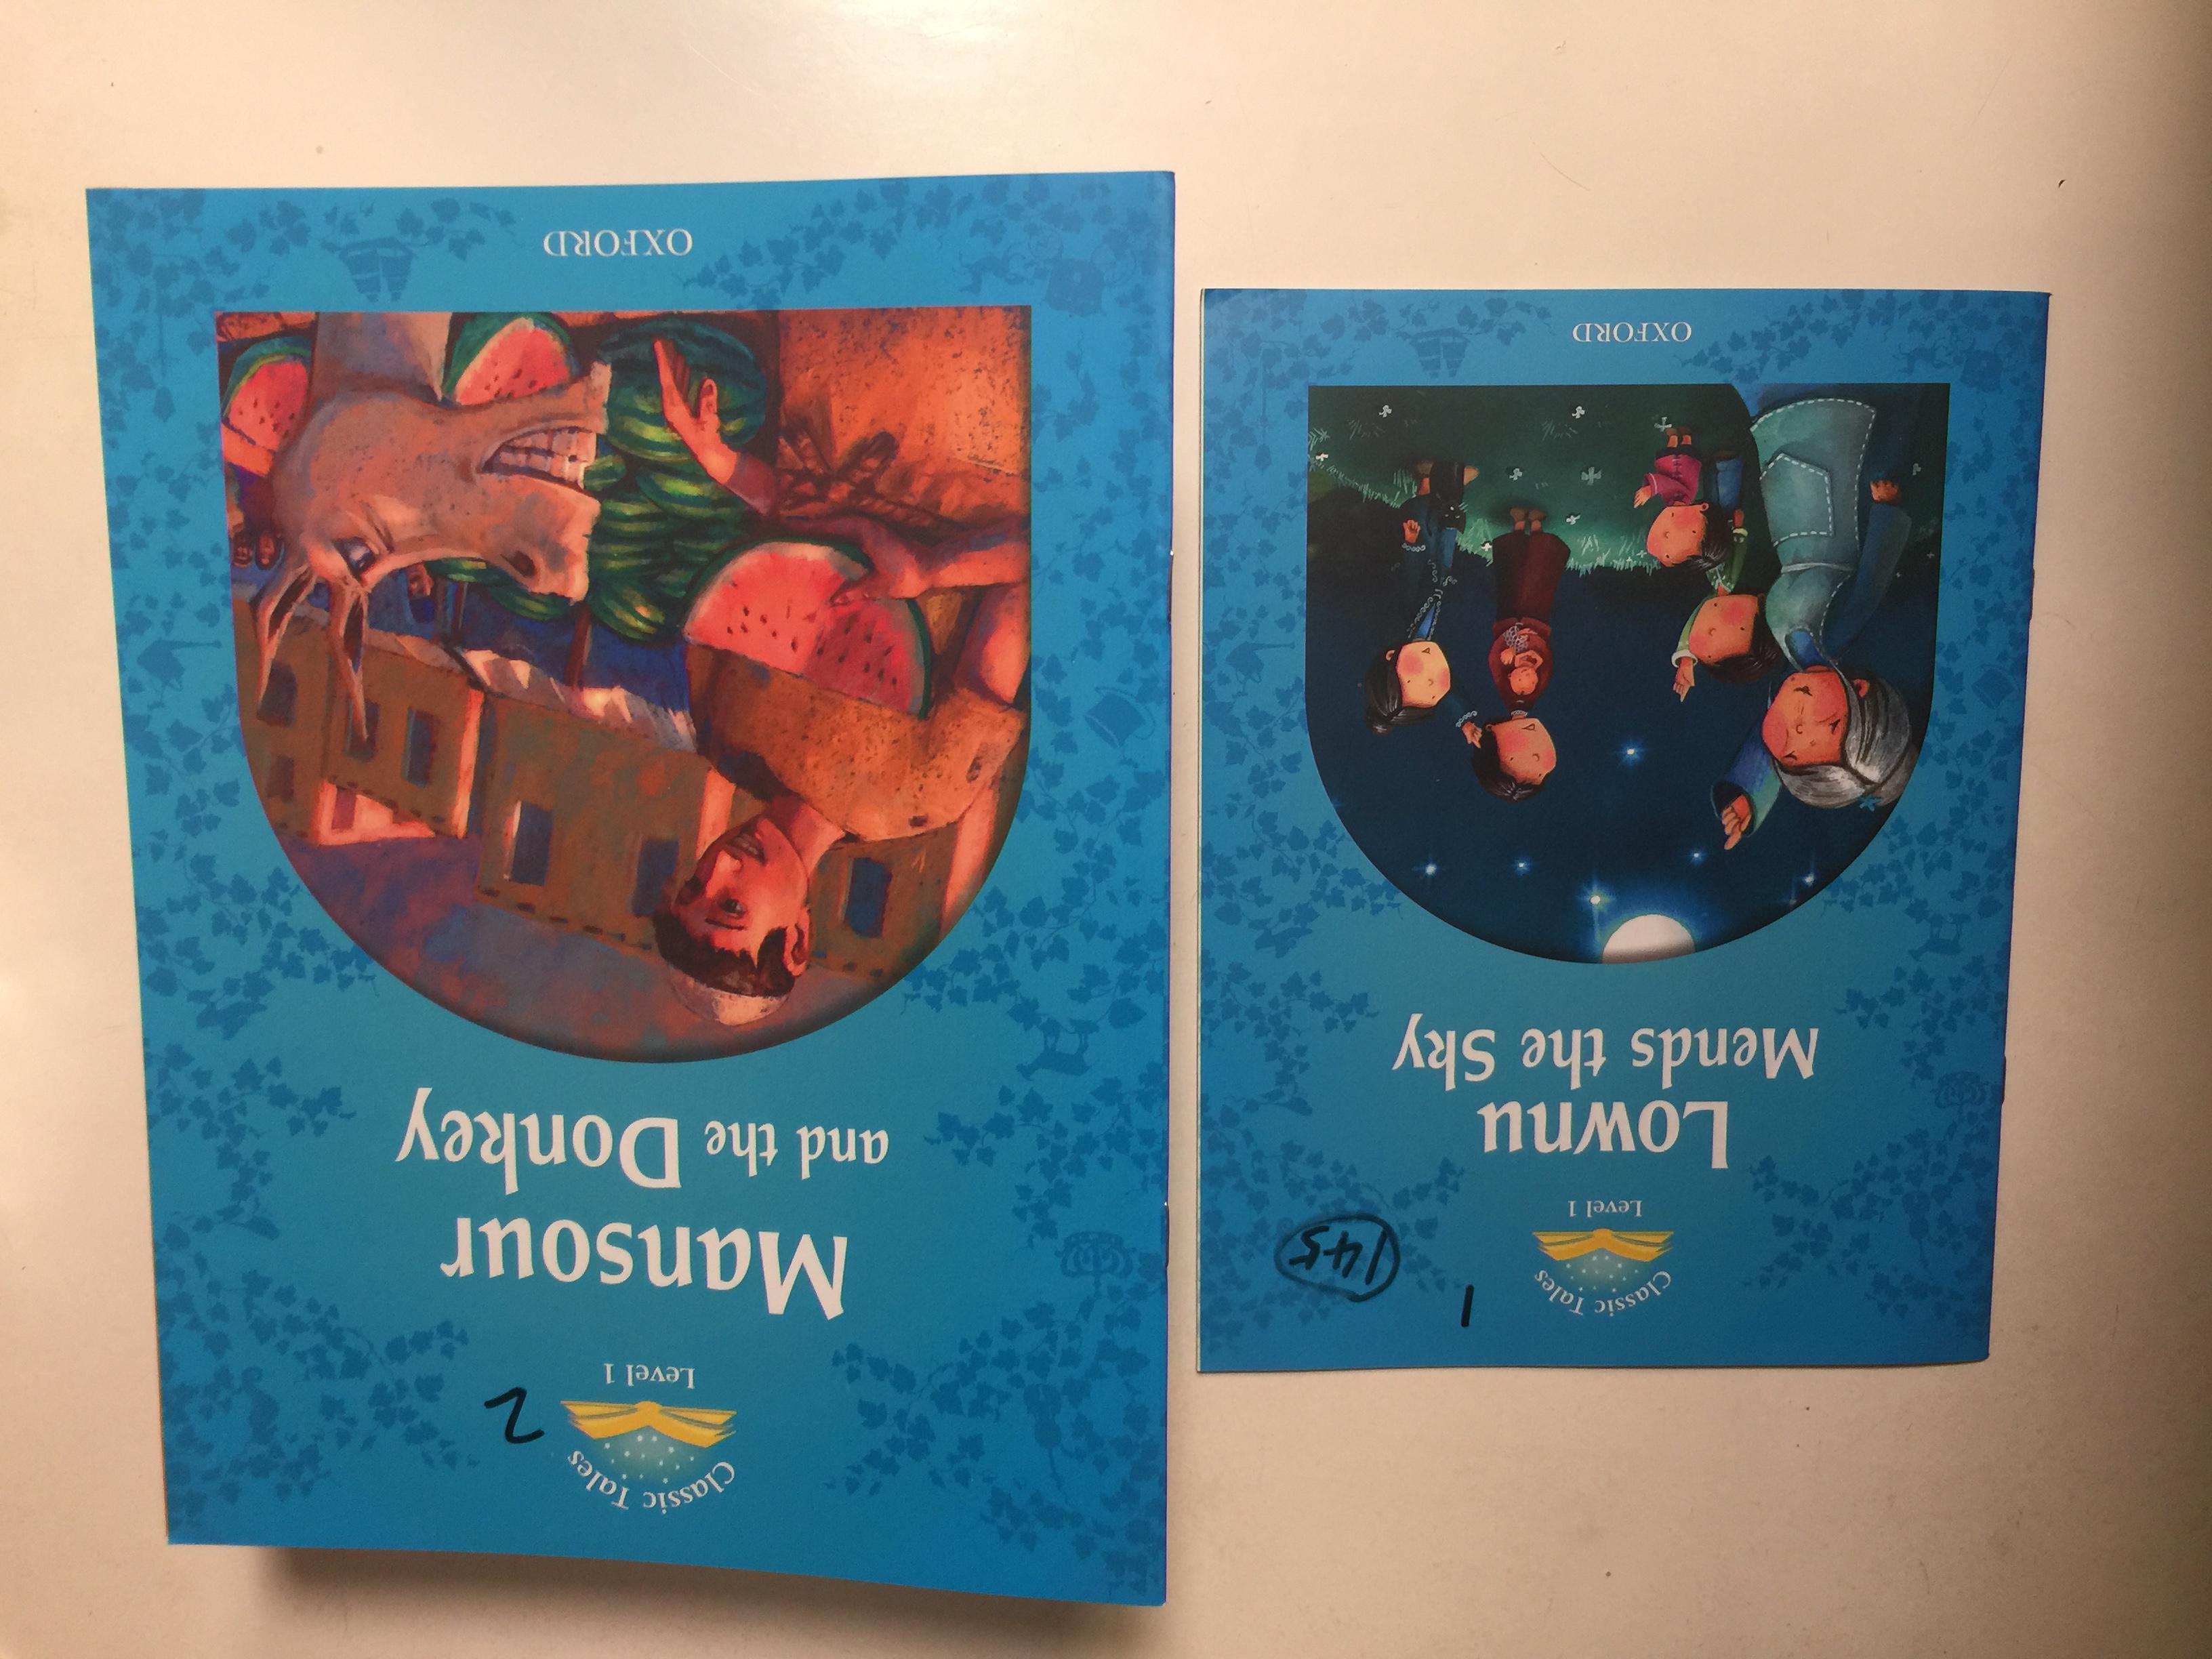 Classic Tales
1
145
Level 1
Lownu
Mends the Sky
OXFORD
Classic Tales
2
Level 1
Mansour
and the Donkey
OXFORD